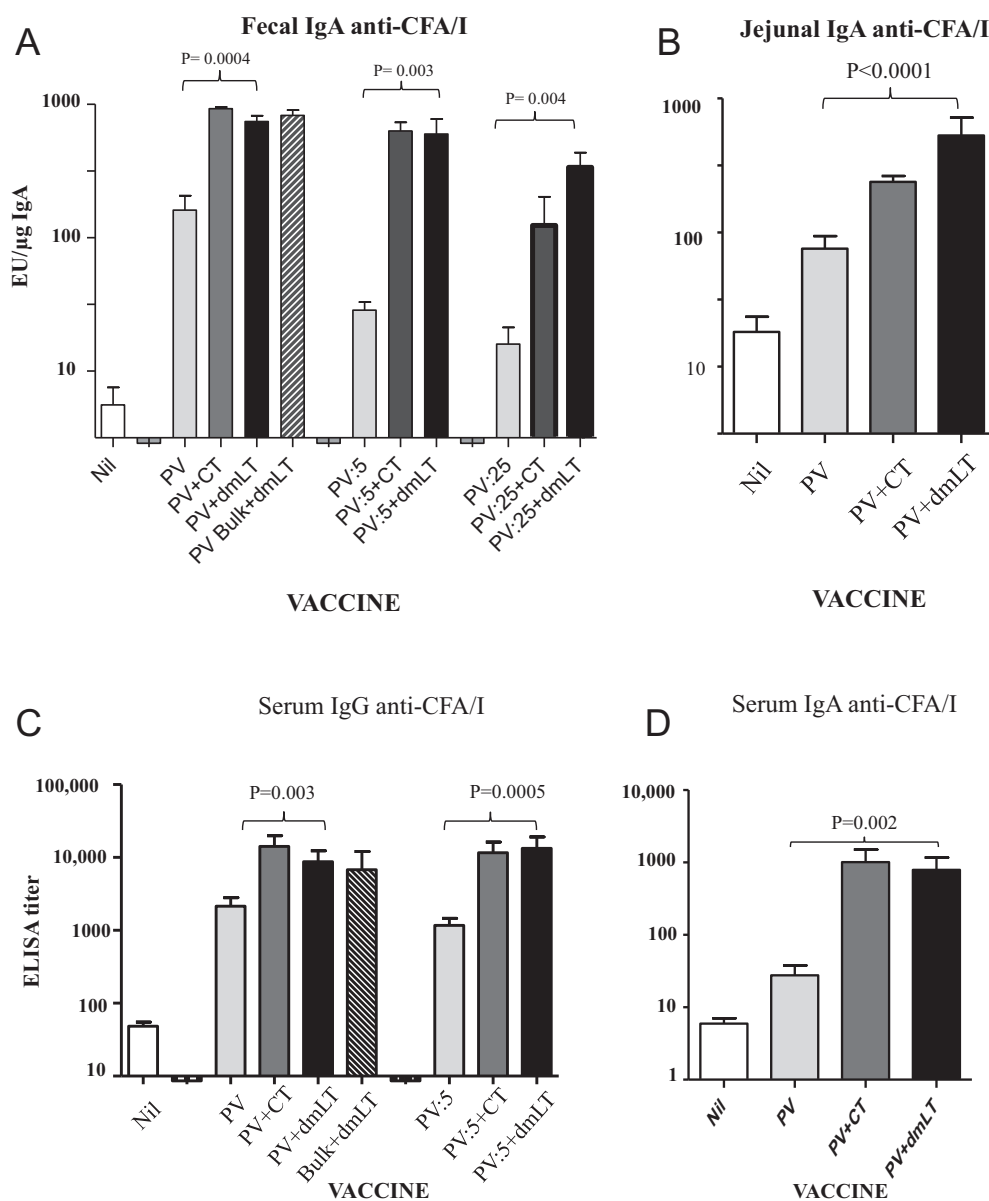 A
Fecal IgA anti-CFA/I
P= 0.0004
P= 0.003
P= 0.004
1000
100
10
EU/µg IgA
Nil
PV
PV+CT
PV+dmLT
PV Bulk+dmLT
PV:5
PV:5+CT
PV:5+dmLT
PV:25
PV:25+CT
PV:25+dmLT
VACCINE
B
Jejunal IgA anti-CFA/I
P<0.0001
1000
100
10
Nil
PV
PV+CT
PV+dmLT
VACCINE
C
Serum IgG anti-CFA/I
P=0.003
P=0.0005
100,000
10,000
1000
100
10
ELISA titer
Nil
PV
PV+CT
PV+dmLT
Bulk+dmLT
PV:5
PV:5+CT
PV:5+dmLT
VACCINE
D
Serum IgA anti-CFA/I
P=0.002
10,000
1000
100
10
1
Nil
PV
PV+CT
PV+dmLT
VACCINE